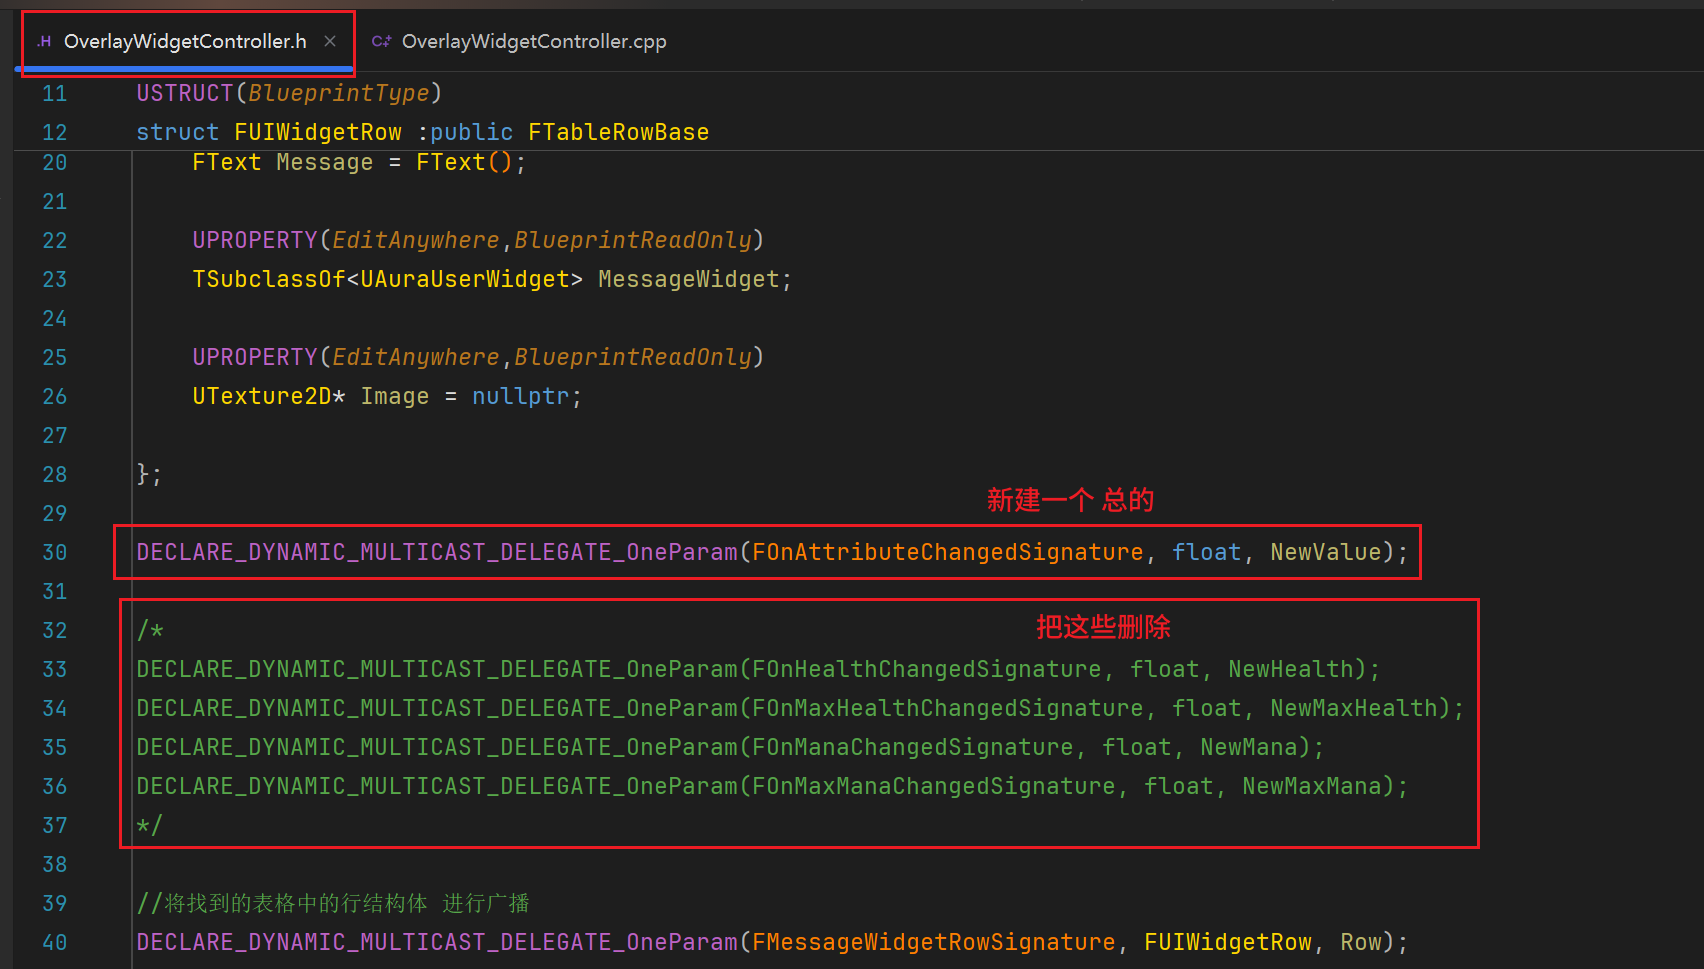 .H OverlayWidgetController.h × C++ OverlayWidgetController.cpp
11 USTRUCT(BlueprintType)
12 struct FUIWidgetRow :public FTableRowBase
20 FText Message = FText();
21
22 UPROPERTY(EditAnywhere,BlueprintReadOnly)
23 TSubclassOf<UAuraUserWidget> MessageWidget;
24
25 UPROPERTY(EditAnywhere,BlueprintReadOnly)
26 UTexture2D* Image = nullptr;
27
28 };
新建一个 总的
29
30 DECLARE_DYNAMIC_MULTICAST_DELEGATE_OneParam(FOnAttributeChangedSignature, float, NewValue);
31
32 /*
把这些删除
33 DECLARE_DYNAMIC_MULTICAST_DELEGATE_OneParam(FOnHealthChangedSignature, float, NewHealth);
34 DECLARE_DYNAMIC_MULTICAST_DELEGATE_OneParam(FOnMaxHealthChangedSignature, float, NewMaxHealth);
35 DECLARE_DYNAMIC_MULTICAST_DELEGATE_OneParam(FOnManaChangedSignature, float, NewMana);
36 DECLARE_DYNAMIC_MULTICAST_DELEGATE_OneParam(FOnMaxManaChangedSignature, float, NewMaxMana);
37 */
38
39 //将找到的表格中的行结构体 进行广播
40 DECLARE_DYNAMIC_MULTICAST_DELEGATE_OneParam(FMessageWidgetRowSignature, FUIWidgetRow, Row);